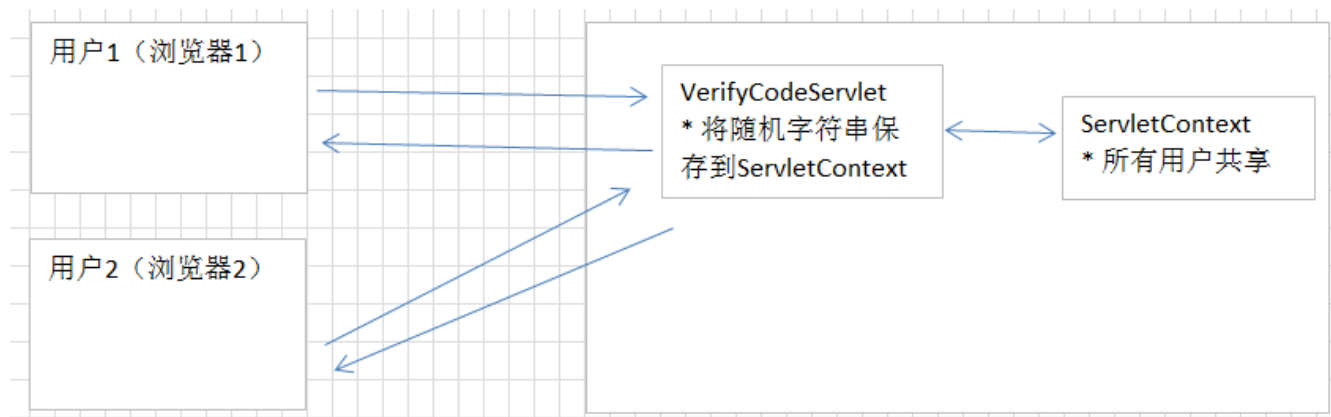 用户1（浏览器1）
VerifyCodeServlet
* 将随机字符串保
存到ServletContext
ServletContext
* 所有用户共享
用户2（浏览器2）